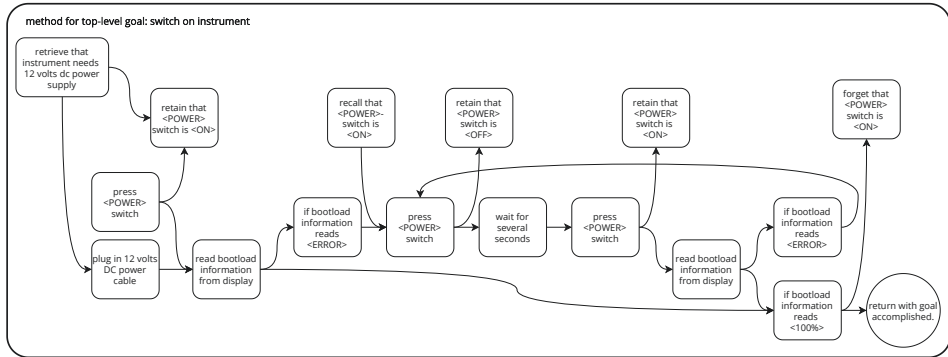 method for top-level goal: switch on instrument
retrieve that
instrument needs
12 volts dc power
supply
retain that
<POWER>
switch is <ON>
press
<POWER>
switch
plug in 12 volts
DC power
cable
read bootload
information
from display
if bootload
information
reads
<ERROR>
recall that
<POWER>-
switch is
<ON>
press
<POWER>
switch
retain that
<POWER>
switch is
<OFF>
wait for
several
seconds
press
<POWER>
switch
retain that
<POWER>
switch is
<ON>
read bootload
information
from display
if bootload
information
reads
<ERROR>
if bootload
information
reads
<100%>
forget that
<POWER>
switch is
<ON>
return with goal
accomplished.